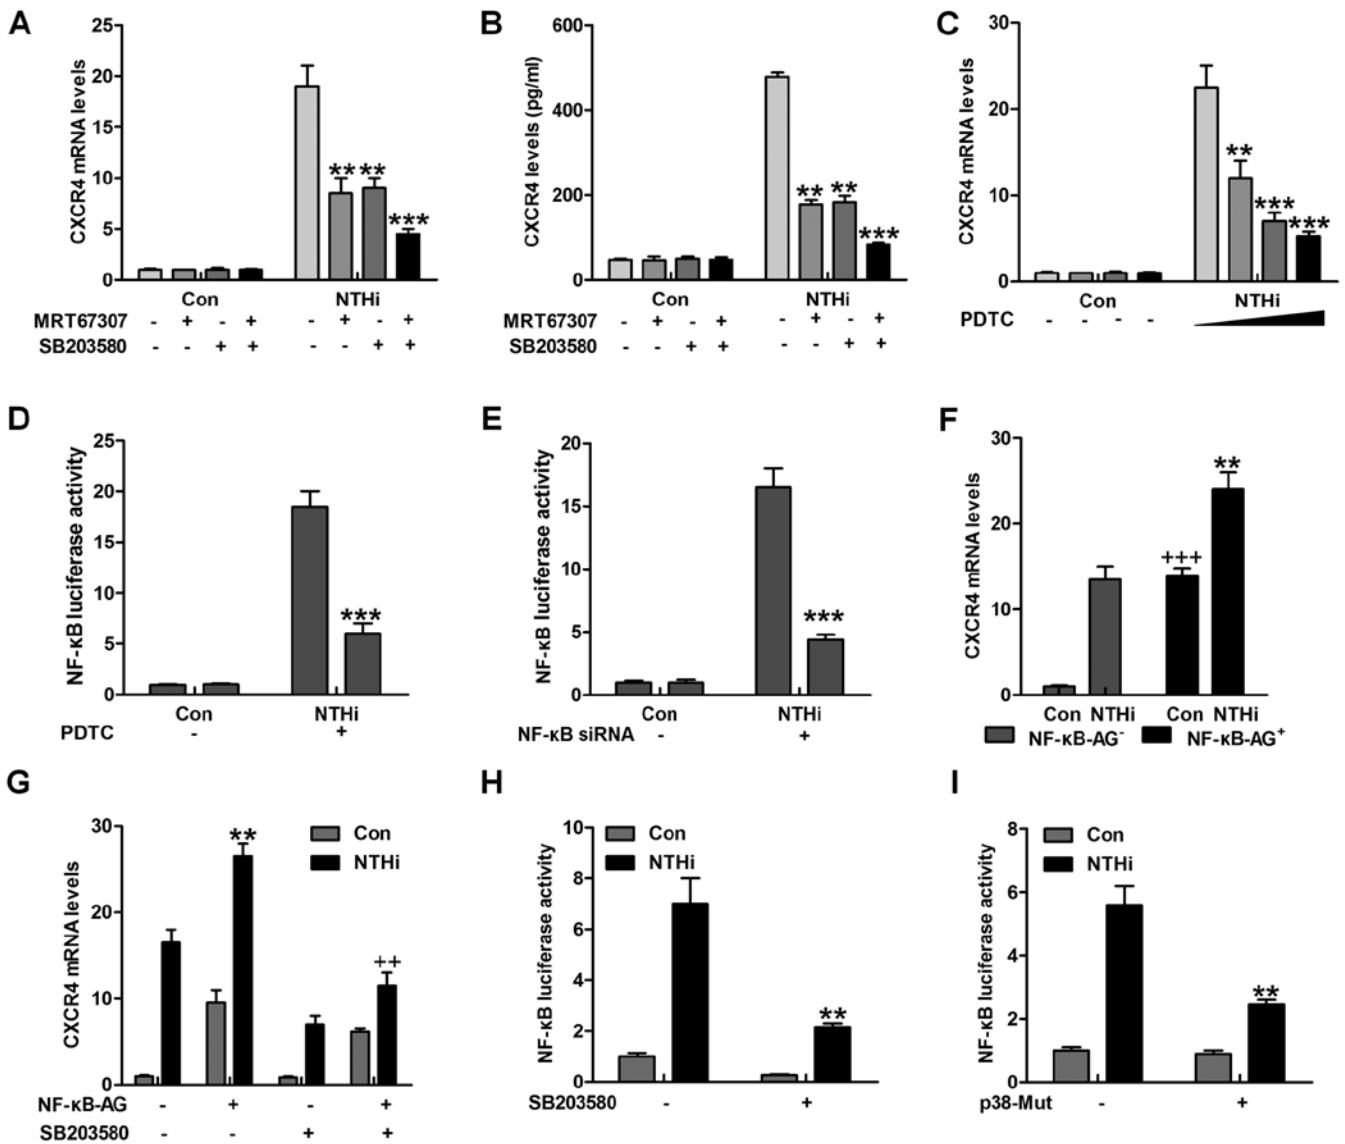 A
CXCR4 mRNA levels
25
20
15
10
5
0
** **
***
Con NTHi
MRT67307 - + - + - + - +
SB203580 - - + + - - + +
B
CXCR4 levels (pg/ml)
600
400
200
0
** **
***
Con NTHi
MRT67307 - + - + - + - +
SB203580 - - + + - - + +
C
CXCR4 mRNA levels
30
20
10
0
**
***
***
Con NTHi
PDTC - - - -
D
NF-κB luciferase activity
25
20
15
10
5
0
***
Con NTHi
PDTC - +
E
NF-κB luciferase activity
20
15
10
5
0
***
Con NTHi
NF-κB siRNA - +
F
CXCR4 mRNA levels
30
20
10
0
+++
**
Con NTHi Con NTHi
NF-κB-AG⁻ NF-κB-AG⁺
G
CXCR4 mRNA levels
30
20
10
0
**
++
Con
NTHi
NF-κB-AG - + - +
SB203580 - - + +
H
NF-κB luciferase activity
10
8
6
4
2
0
Con
NTHi
**
SB203580 - +
I
NF-κB luciferase activity
8
6
4
2
0
Con
NTHi
**
p38-Mut - +